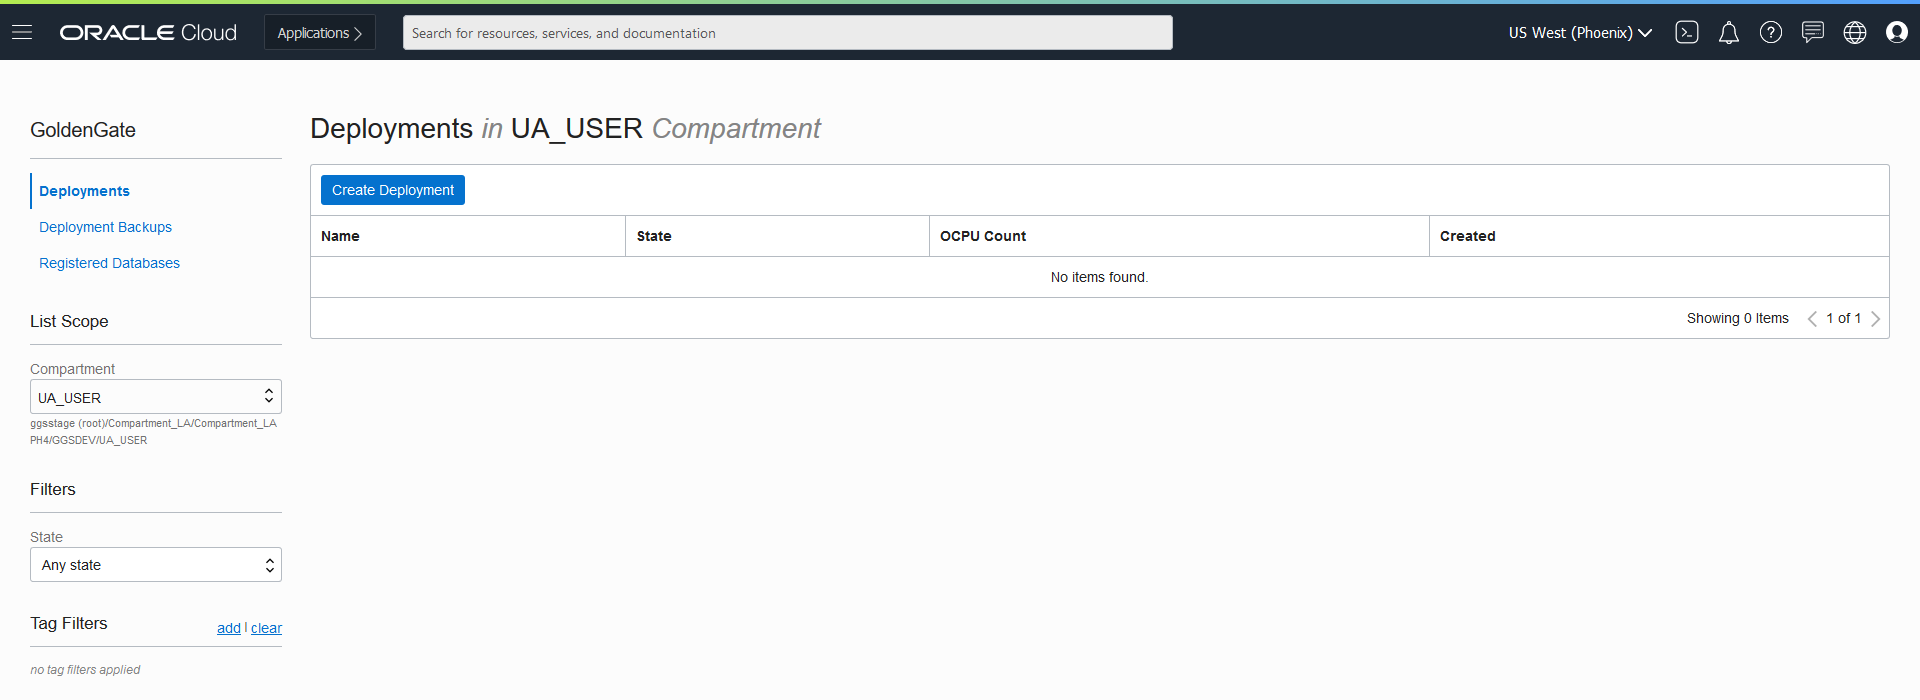 ORACLE Cloud
Applications
Search for resources, services, and documentation
US West (Phoenix)
GoldenGate
Deployments
Deployment Backups
Registered Databases
List Scope
Compartment
UA_USER
ggsstage (root)/Compartment_LA/Compartment_LA
PH4/GGSDEV/UA_USER
Filters
State
Any state
Tag Filters
add | clear
no tag filters applied
Deployments in UA_USER Compartment
Create Deployment
Name State OCPU Count Created
No items found.
Showing 0 Items 1 of 1